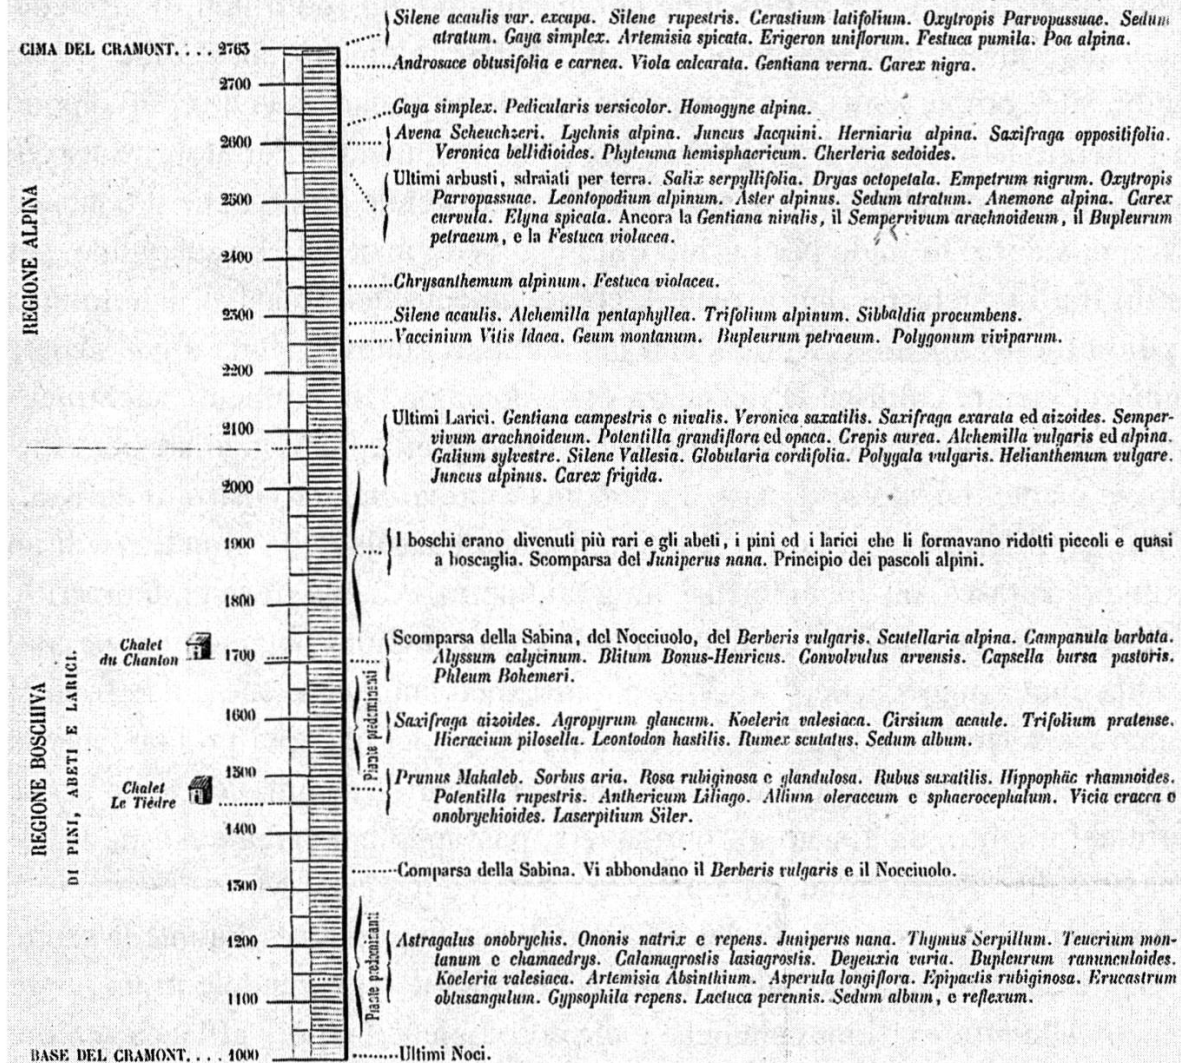 Silene acaulis var. excapa. Silene rupestris. Cerastium latifolium. Oxytropis Parvopassuae. Sedum
atratum. Gaya simplex. Artemisia spicata. Erigeron uniflorum. Festuca pumila. Poa alpina.
CIMA DEL CRAMONT. . . . 2763
Androsace obtusifolia e carnea. Viola calcarata. Gentiana verna. Carex nigra.
2700
Gaya simplex. Pedicularis versicolor. Homogyne alpina.
Avena Scheuchzeri. Lychnis alpina. Juncus Jacquini. Herniaria alpina. Saxifraga oppositifolia.
2600
Veronica bellidioides. Phyteuma hemisphaericum. Cherleria sedoides.
Ultimi arbusti, sdraiati per terra. Salix serpyllifolia. Dryas octopetala. Empetrum nigrum. Oxytropis
2500
Parvopassuae. Leontopodium alpinum. Aster alpinus. Sedum atratum. Anemone alpina. Carex
curvula. Elyna spicata. Ancora la Gentiana nivalis, il Sempervivum arachnoideum, il Bupleurum
petraeum, e la Festuca violacea.
2400
REGIONE ALPINA
Chrysanthemum alpinum. Festuca violacea.
2300
Silene acaulis. Alchemilla pentaphyllea. Trifolium alpinum. Sibbaldia procumbens.
Vaccinium Vitis Idaea. Geum montanum. Bupleurum petraeum. Polygonum viviparum.
2200
Ultimi Larici. Gentiana campestris e nivalis. Veronica saxatilis. Saxifraga exarata ed aizoides. Semper-
2100
vivum arachnoideum. Potentilla grandiflora ed opaca. Crepis aurea. Alchemilla vulgaris ed alpina.
Galium sylvestre. Silene Vallesia. Globularia cordifolia. Polygala vulgaris. Helianthemum vulgare.
Juncus alpinus. Carex frigida.
2000
1900
I boschi erano divenuti più rari e gli abeti, i pini ed i larici che li formavano ridotti piccoli e quasi
a boscaglia. Scomparsa del Juniperus nana. Principio dei pascoli alpini.
1800
Chalet
du Chanton
Scomparsa della Sabina, del Nocciuolo, del Berberis vulgaris. Scutellaria alpina. Campanula barbata.
1700
Alyssum calycinum. Blitum Bonus-Henricus. Convolvulus arvensis. Capsella bursa pastoris.
Phleum Bohemeri.
REGIONE BOSCHIVA
DI PINI, ABETI E LARICI.
Piante predominanti
1600
Saxifraga aizoides. Agropyrum glaucum. Koeleria valesiaca. Cirsium acaule. Trifolium pratense.
Hieracium pilosella. Leontodon hastilis. Rumex scutatus. Sedum album.
1500
Chalet
Le Tièdre
Prunus Mahaleb. Sorbus aria. Rosa rubiginosa e glandulosa. Rubus saxatilis. Hippophäe rhamnoides.
Potentilla rupestris. Anthericum Liliago. Allium oleraceum e sphaerocephalum. Vicia cracca e
onobrychioides. Laserpitium Siler.
1400
Comparsa della Sabina. Vi abbondano il Berberis vulgaris e il Nocciuolo.
1300
Piante predominanti
1200
Astragalus onobrychis. Ononis natrix e repens. Juniperus nana. Thymus Serpillum. Teucrium mon-
tanum e chamaedrys. Calamagrostis lasiagrostis. Deyeuxia varia. Bupleurum ranunculoides.
Koeleria valesiaca. Artemisia Absinthium. Asperula longiflora. Epipactis rubiginosa. Erucastrum
1100
obtusangulum. Gypsophila repens. Lactuca perennis. Sedum album, e reflexum.
BASE DEL CRAMONT. . . . 1000
Ultimi Noci.